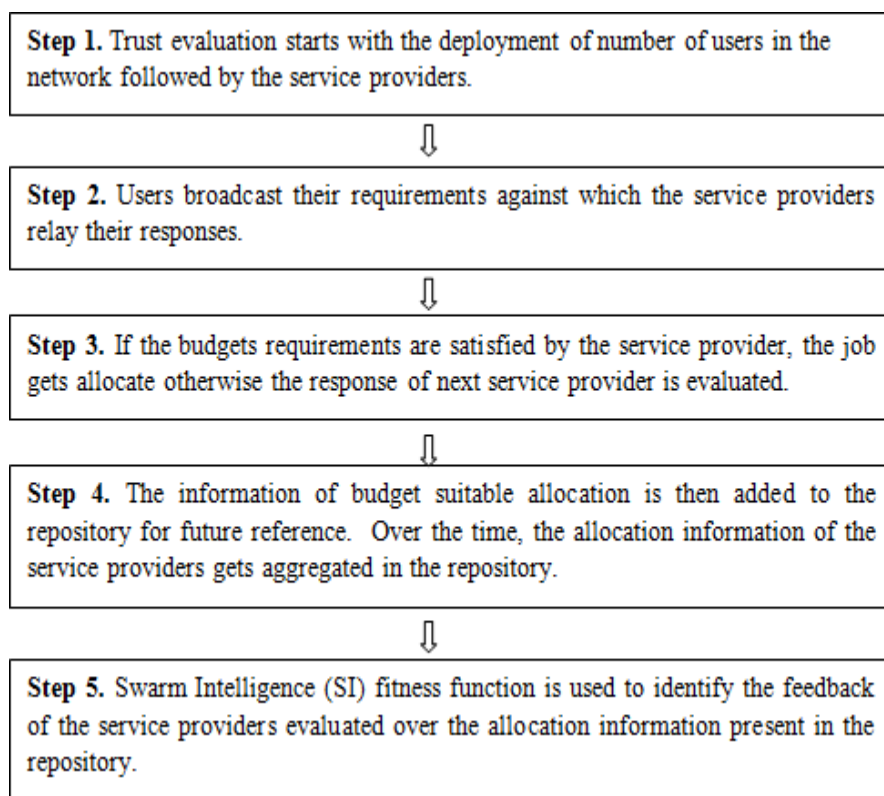 Step 1. Trust evaluation starts with the deployment of number of users in the
network followed by the service providers.
Step 2. Users broadcast their requirements against which the service providers
relay their responses.
Step 3. If the budgets requirements are satisfied by the service provider, the job
gets allocate otherwise the response of next service provider is evaluated.
Step 4. The information of budget suitable allocation is then added to the
repository for future reference. Over the time, the allocation information of the
service providers gets aggregated in the repository.
Step 5. Swarm Intelligence (SI) fitness function is used to identify the feedback
of the service providers evaluated over the allocation information present in the
repository.